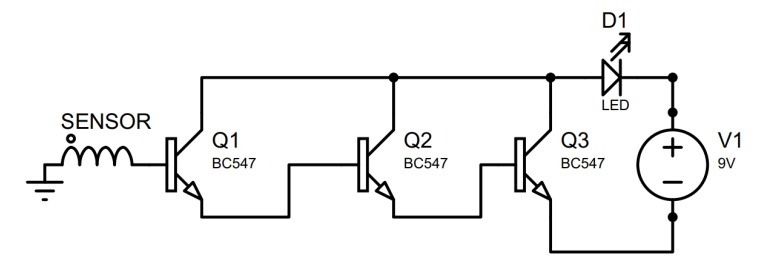 D1
LED
SENSOR
Q1
BC547
Q2
BC547
Q3
BC547
V1
9V